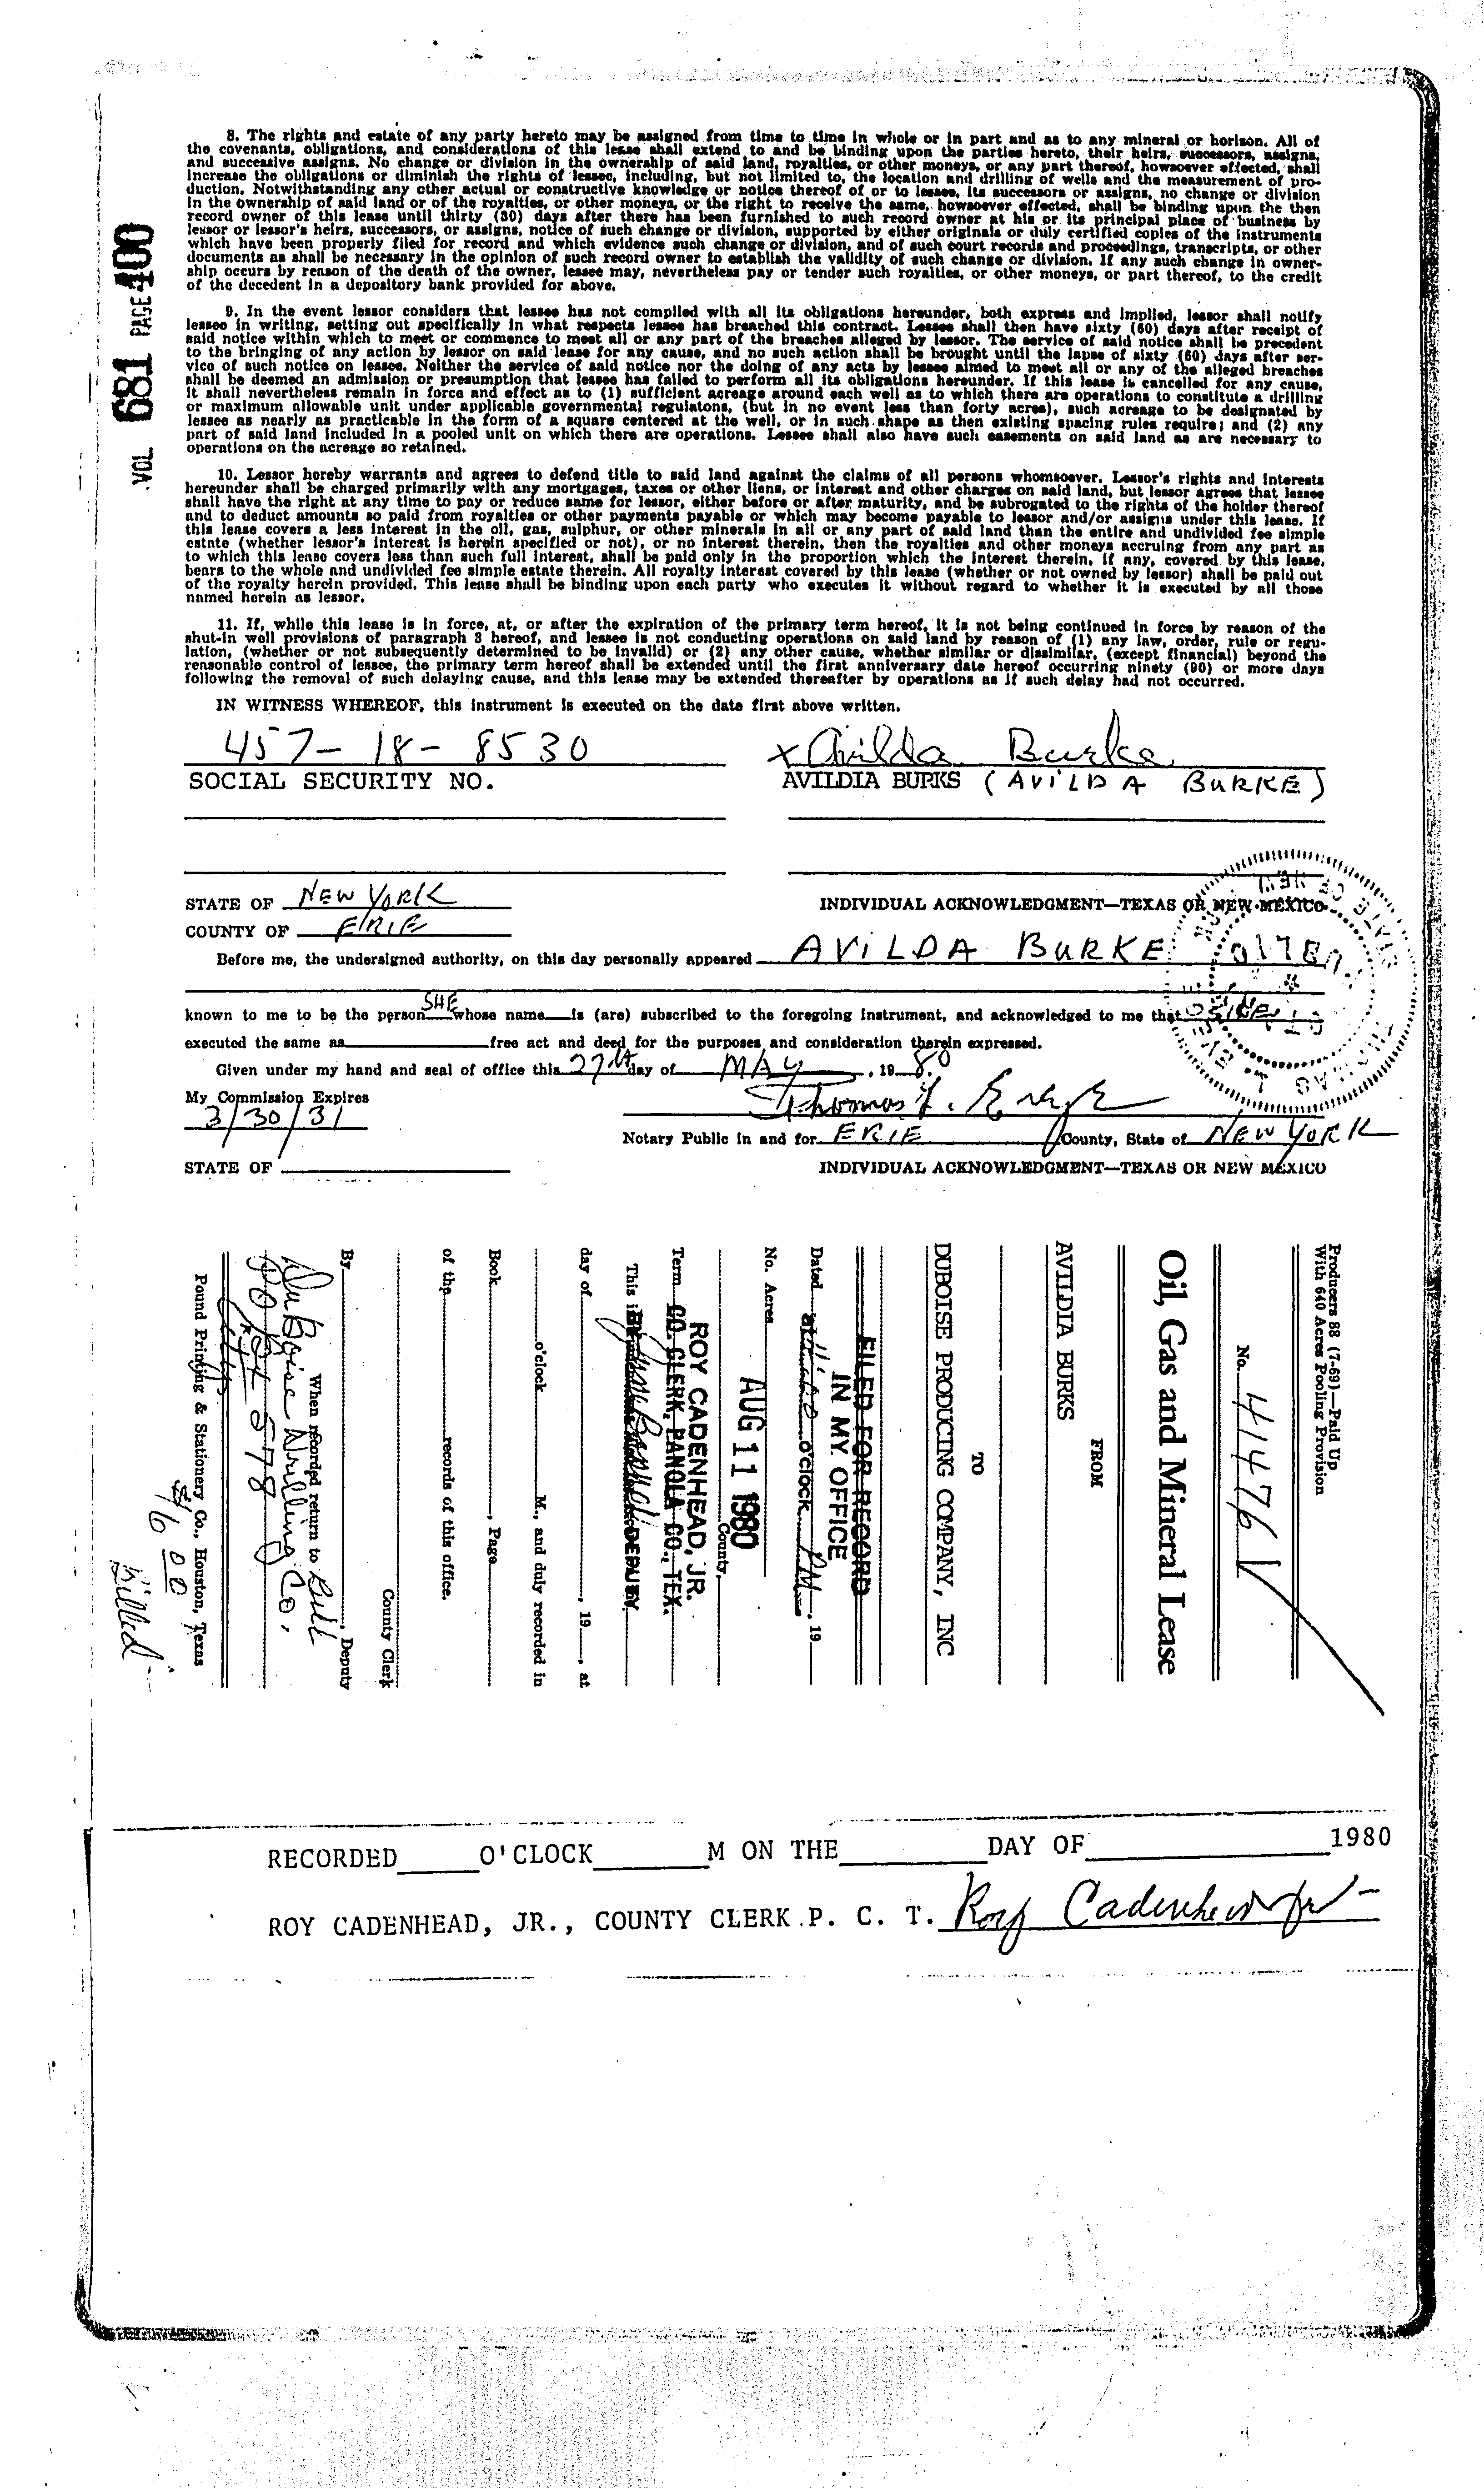 VOL 681 PAGE 400
8. The rights and estate of any party hereto may be assigned from time to time in whole or in part and as to any mineral or horizon. All of
the covenants, obligations, and considerations of this lease shall extend to and be binding upon the parties hereto, their heirs, successors, assigns,
and successive assigns. No change or division in the ownership of said land, royalties, or other moneys, or any part thereof, howsoever effected, shall
increase the obligations or diminish the rights of lessee, including, but not limited to, the location and drilling of wells and the measurement of pro-
duction. Notwithstanding any other actual or constructive knowledge or notice thereof of or to lessee, its successors or assigns, no change or division
in the ownership of said land or of the royalties, or other moneys, or the right to receive the same, howsoever effected, shall be binding upon the then
record owner of this lease until thirty (30) days after there has been furnished to such record owner at his or its principal place of business by
lessor or lessor's heirs, successors, or assigns, notice of such change or division, supported by either originals or duly certified copies of the instruments
which have been properly filed for record and which evidence such change or division, and of such court records and proceedings, transcripts, or other
documents as shall be necessary in the opinion of such record owner to establish the validity of such change or division. If any such change in owner-
ship occurs by reason of the death of the owner, lessee may, nevertheless pay or tender such royalties, or other moneys, or part thereof, to the credit
of the decedent in a depository bank provided for above.
9. In the event lessor considers that lessee has not complied with all its obligations hereunder, both express and implied, lessor shall notify
lessee in writing, setting out specifically in what respects lessee has breached this contract. Lessee shall then have sixty (60) days after receipt of
said notice within which to meet or commence to meet all or any part of the breaches alleged by lessor. The service of said notice shall be precedent
to the bringing of any action by lessor on said lease for any cause, and no such action shall be brought until the lapse of sixty (60) days after ser-
vice of such notice on lessee. Neither the service of said notice nor the doing of any acts by lessee aimed to meet all or any of the alleged breaches
shall be deemed an admission or presumption that lessee has failed to perform all its obligations hereunder. If this lease is cancelled for any cause,
it shall nevertheless remain in force and effect as to (1) sufficient acreage around each well as to which there are operations to constitute a drilling
or maximum allowable unit under applicable governmental regulatons, (but in no event less than forty acres), such acreage to be designated by
lessee as nearly as practicable in the form of a square centered at the well, or in such shape as then existing spacing rules require; and (2) any
part of said land included in a pooled unit on which there are operations. Lessee shall also have such easements on said land as are necessary to
operations on the acreage so retained.
10. Lessor hereby warrants and agrees to defend title to said land against the claims of all persons whomsoever. Lessor's rights and interests
hereunder shall be charged primarily with any mortgages, taxes or other liens, or interest and other charges on said land, but lessor agrees that lessee
shall have the right at any time to pay or reduce same for lessor, either before or after maturity, and be subrogated to the rights of the holder thereof
and to deduct amounts so paid from royalties or other payments payable or which may become payable to lessor and/or assigns under this lease. If
this lease covers a less interest in the oil, gas, sulphur, or other minerals in all or any part of said land than the entire and undivided fee simple
estate (whether lessor's interest is herein specified or not), or no interest therein, then the royalties and other moneys accruing from any part as
to which this lease covers less than such full interest, shall be paid only in the proportion which the interest therein, if any, covered by this lease,
bears to the whole and undivided fee simple estate therein. All royalty interest covered by this lease (whether or not owned by lessor) shall be paid out
of the royalty herein provided. This lease shall be binding upon each party who executes it without regard to whether it is executed by all those
named herein as lessor.
11. If, while this lease is in force, at, or after the expiration of the primary term hereof, it is not being continued in force by reason of the
shut-in well provisions of paragraph 3 hereof, and lessee is not conducting operations on said land by reason of (1) any law, order, rule or regu-
lation, (whether or not subsequently determined to be invalid) or (2) any other cause, whether similar or dissimilar, (except financial) beyond the
reasonable control of lessee, the primary term hereof shall be extended until the first anniversary date hereof occurring ninety (90) or more days
following the removal of such delaying cause, and this lease may be extended thereafter by operations as if such delay had not occurred.
IN WITNESS WHEREOF, this instrument is executed on the date first above written.
457-18-8530 x Avilda Burke
SOCIAL SECURITY NO. AVILDIA BURKS (AVILDA BURKE)
STATE OF NEW YORK INDIVIDUAL ACKNOWLEDGMENT—TEXAS OR NEW MEXICO
COUNTY OF ERIE
Before me, the undersigned authority, on this day personally appeared AVILDA BURKE
SHE
known to me to be the person whose name is (are) subscribed to the foregoing instrument, and acknowledged to me that
executed the same as free act and deed for the purposes and consideration therein expressed.
Given under my hand and seal of office this 27th day of MAY, 1980.
My Commission Expires
3/30/31
Notary Public in and for ERIE County, State of NEW YORK
STATE OF INDIVIDUAL ACKNOWLEDGMENT—TEXAS OR NEW MEXICO
Producers 88 (7-69)—Paid Up
With 640 Acres Pooling Provision
No. 41476
Oil, Gas and Mineral Lease
FROM
AVILDIA BURKS
TO
DUBOISE PRODUCING COMPANY, INC
FILED FOR RECORD
IN MY OFFICE
Dated o'clock P.M., 19
No. Acres AUG 11 1980
County,
ROY CADENHEAD, JR.
Term CO. CLERK, PANOLA CO., TEX.
This DEPUTY
day of , 19 , at
o'clock M., and duly recorded in
Book , Page
of the records of this office.
County Clerk
By , Deputy
When recorded return to Bill
DuBoise Drilling Co.
PO Box 578
Pound Printing & Stationery Co., Houston, Texas
$6.00
Billed
RECORDED O'CLOCK M ON THE DAY OF 1980
ROY CADENHEAD, JR., COUNTY CLERK P. C. T. Roy Cadenhead Jr